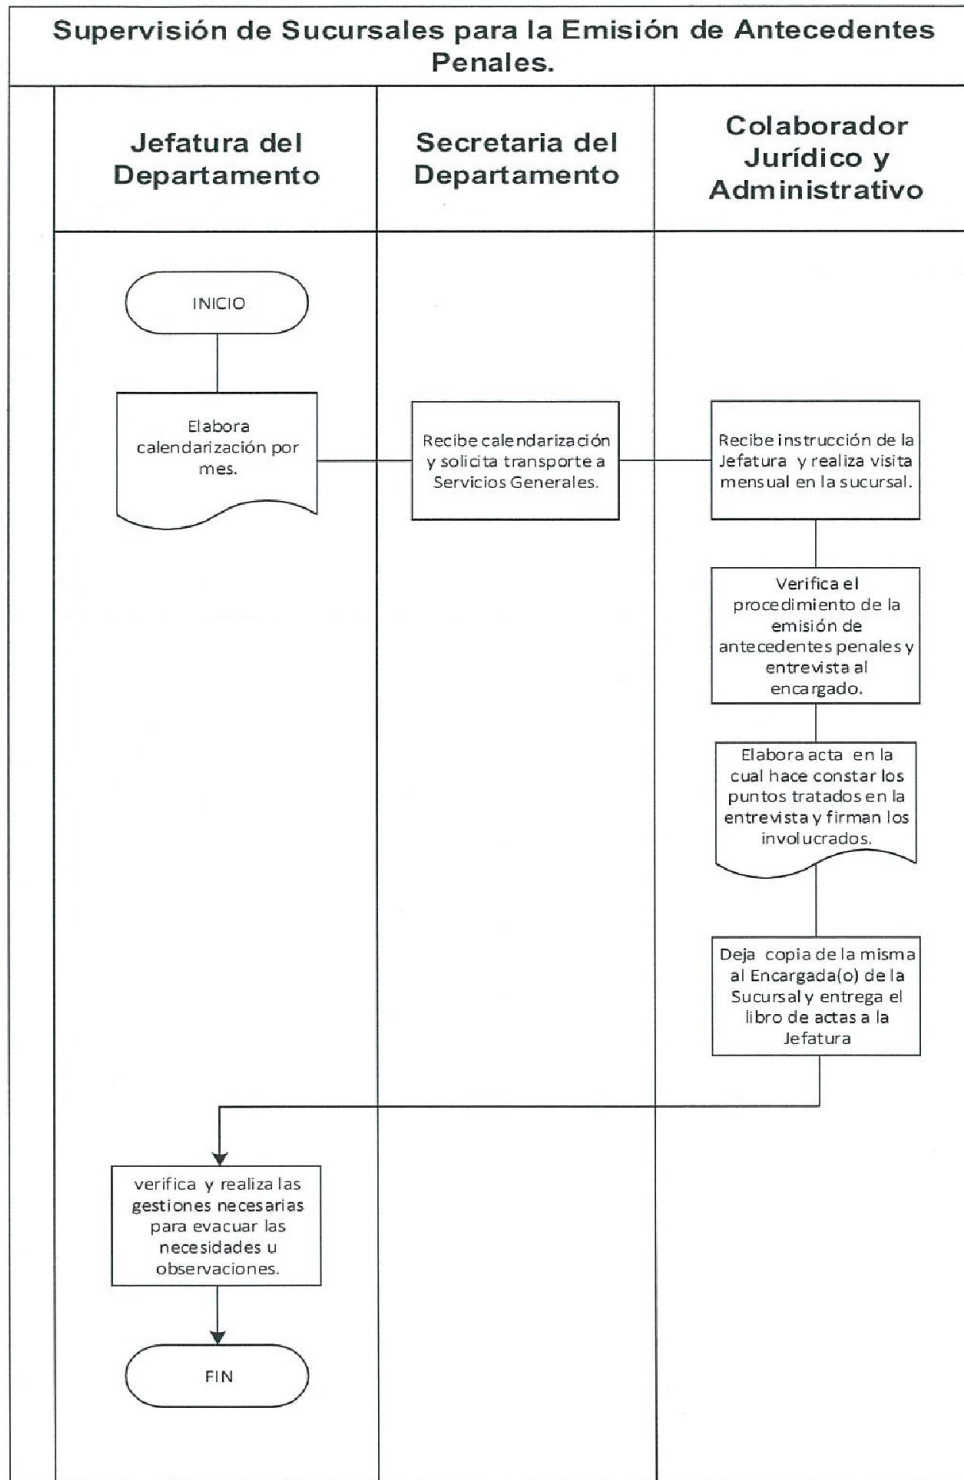 Supervisión de Sucursales para la Emisión de Antecedentes
Penales.
Jefatura del
Departamento
Secretaria del
Departamento
Colaborador
Jurídico y
Administrativo
INICIO
Elabora
calendarización por
mes.
Recibe calendarización
y solicita transporte a
Servicios Generales.
Recibe instrucción de la
Jefatura y realiza visita
mensual en la sucursal.
Verifica el
procedimiento de la
emisión de
antecedentes penales y
entrevista al
encargado.
Elabora acta en la
cual hace constar los
puntos tratados en la
entrevista y firman los
involucrados.
Deja copia de la misma
al Encargada(o) de la
Sucursal y entrega el
libro de actas a la
Jefatura
verifica y realiza las
gestiones necesarias
para evacuar las
necesidades u
observaciones.
FIN